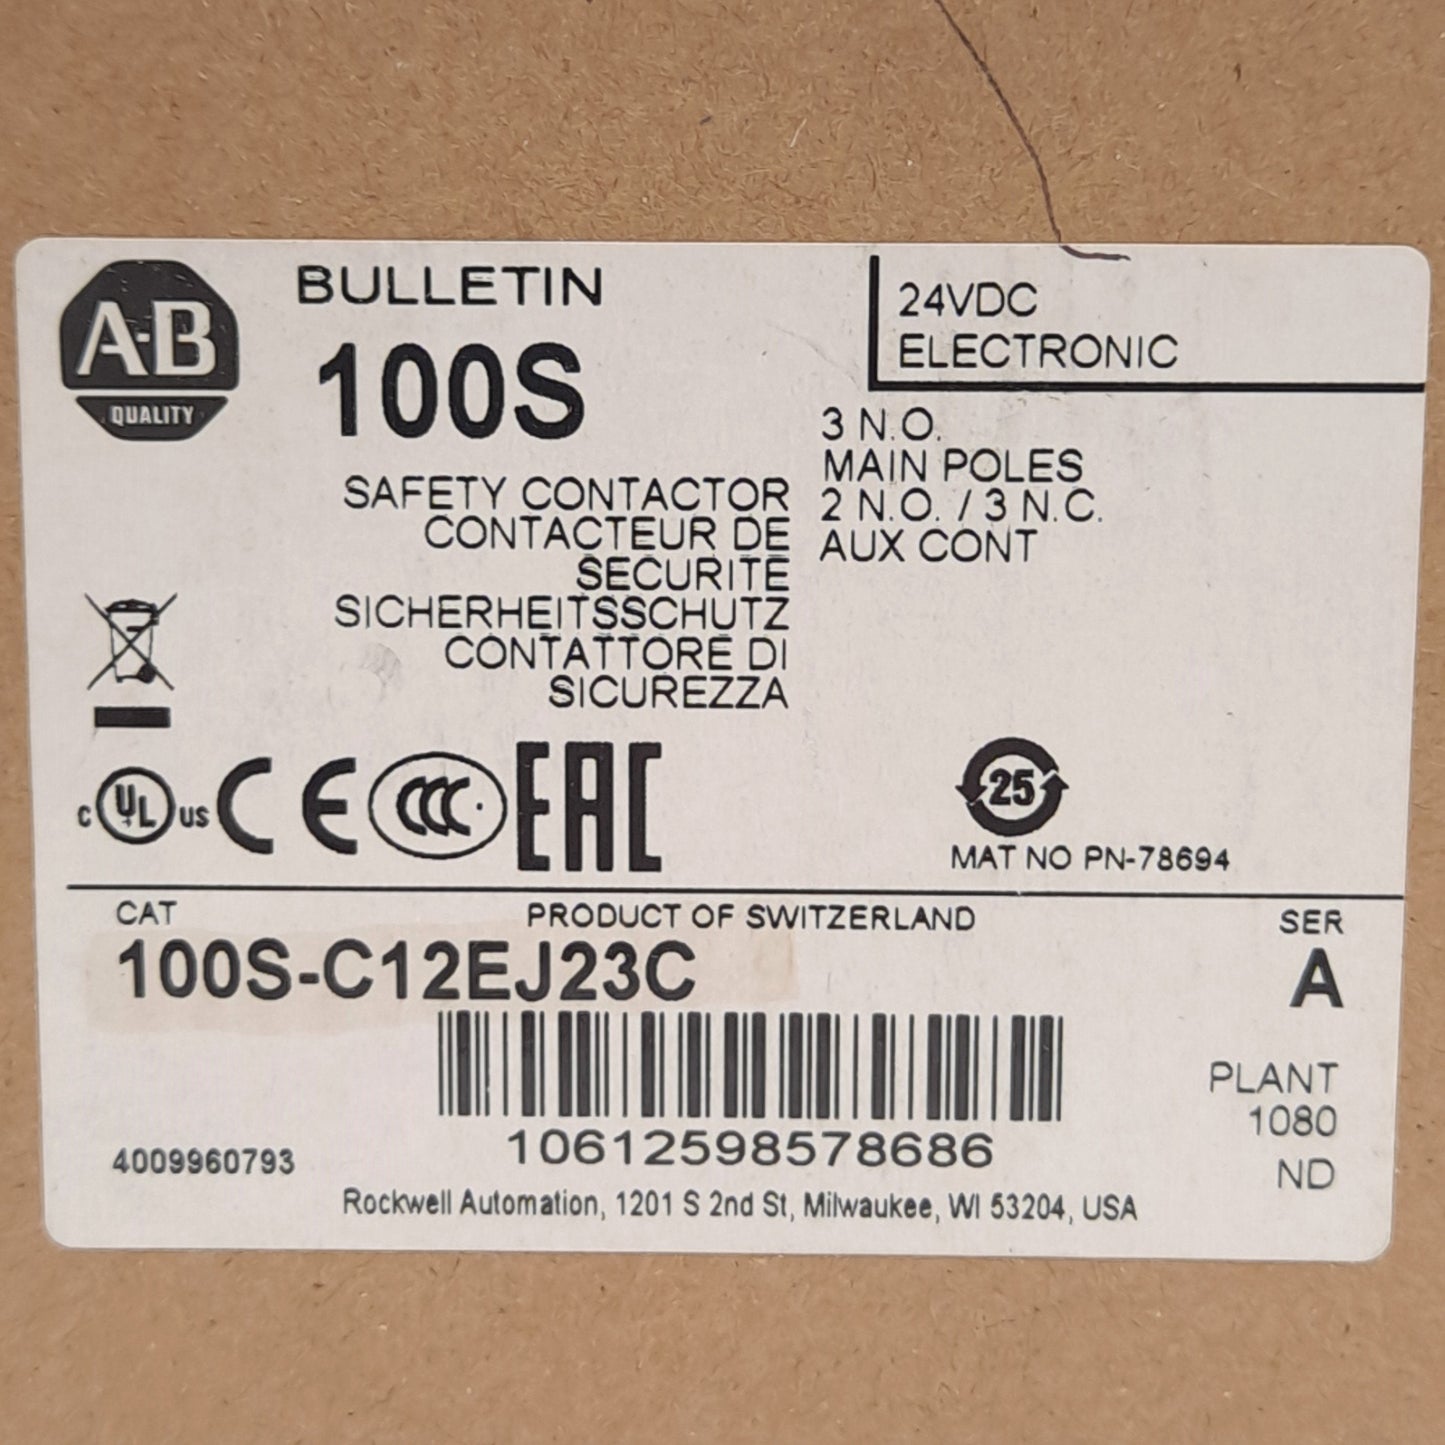 A-B
QUALITY
BULLETIN
100S
SAFETY CONTACTOR
CONTACTEUR DE
SECURITE
SICHERHEITSSCHUTZ
CONTATTORE DI
SICUREZZA
24VDC
ELECTRONIC
3 N.O.
MAIN POLES
2 N.O. / 3 N.C.
AUX CONT
C UL US CE CCC EAC
25
MAT NO PN-78694
CAT
PRODUCT OF SWITZERLAND
SER
100S-C12EJ23C
A
PLANT
1080
ND
10612598578686
4009960793
Rockwell Automation, 1201 S 2nd St, Milwaukee, WI 53204, USA